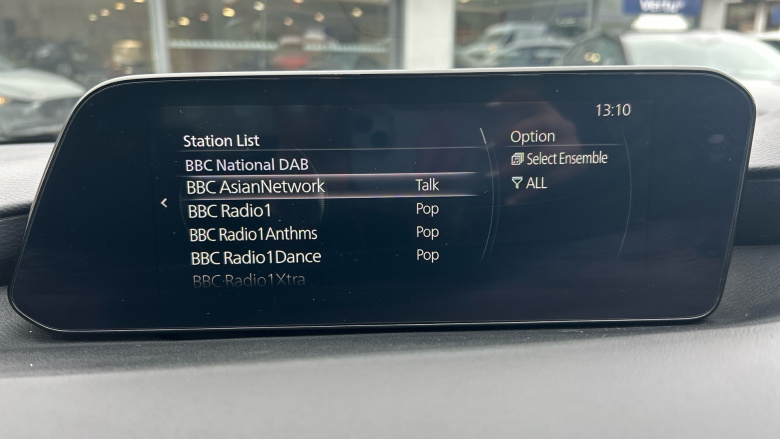 Vertu
13:10
Station List
BBC National DAB
BBC AsianNetwork Talk
BBC Radio1 Pop
BBC Radio1Anthms Pop
BBC Radio1Dance Pop
BBC Radio1Xtra
Option
Select Ensemble
ALL